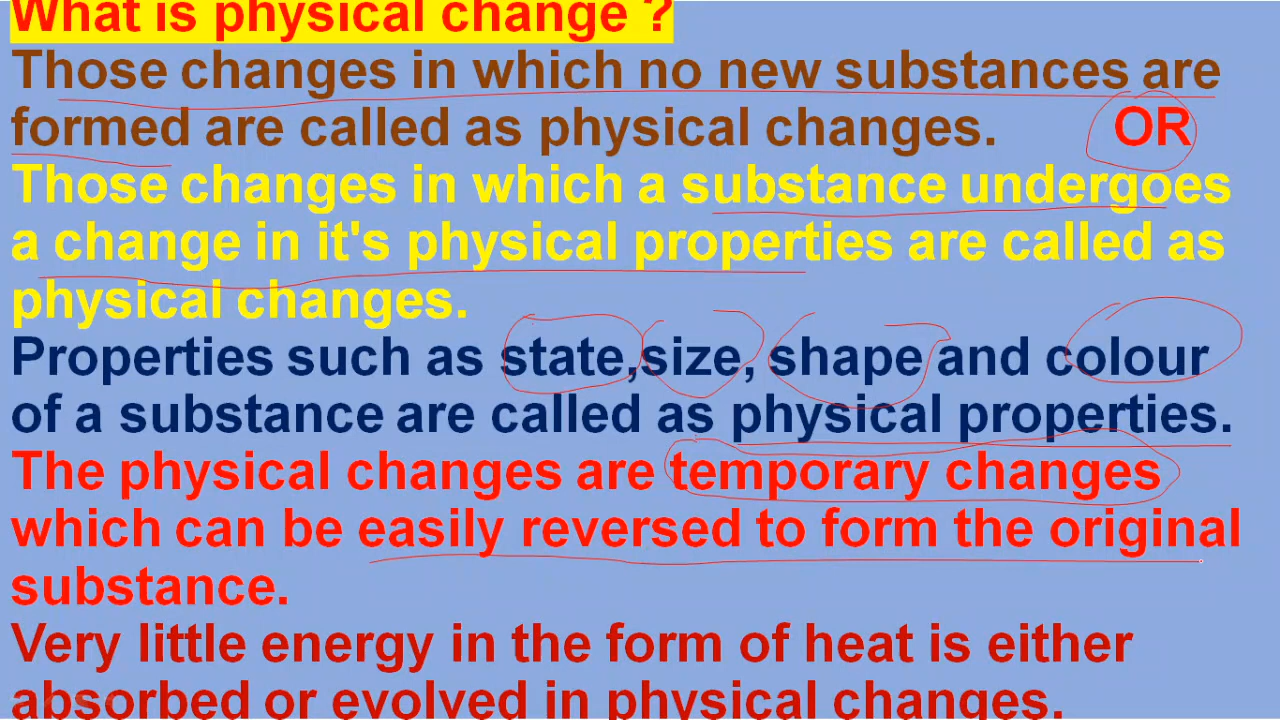 What is physical change ?
Those changes in which no new substances are
formed are called as physical changes. OR
Those changes in which a substance undergoes
a change in it's physical properties are called as
physical changes.
Properties such as state,size, shape and colour
of a substance are called as physical properties.
The physical changes are temporary changes
which can be easily reversed to form the original
substance.
Very little energy in the form of heat is either
absorbed or evolved in physical changes.